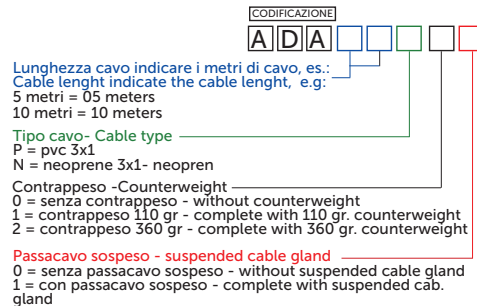 CODIFICAZIONE
ADA
Lunghezza cavo indicare i metri di cavo, es.:
Cable lenght indicate the cable lenght, e.g:
5 metri = 05 meters
10 metri = 10 meters
Tipo cavo- Cable type
P = pvc 3x1
N = neoprene 3x1- neopren
Contrappeso -Counterweight
0 = senza contrappeso - without counterweight
1 = contrappeso 110 gr - complete with 110 gr. counterweight
2 = contrappeso 360 gr - complete with 360 gr. counterweight
Passacavo sospeso - suspended cable gland
0 = senza passacavo sospeso - without suspended cable gland
1 = con passacavo sospeso - complete with suspended cab.
gland